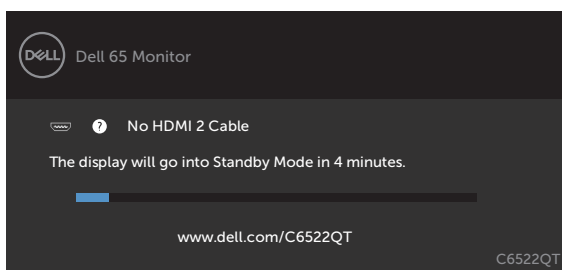 DELL
Dell 65 Monitor
? No HDMI 2 Cable
The display will go into Standby Mode in 4 minutes.
www.dell.com/C6522QT
C6522QT